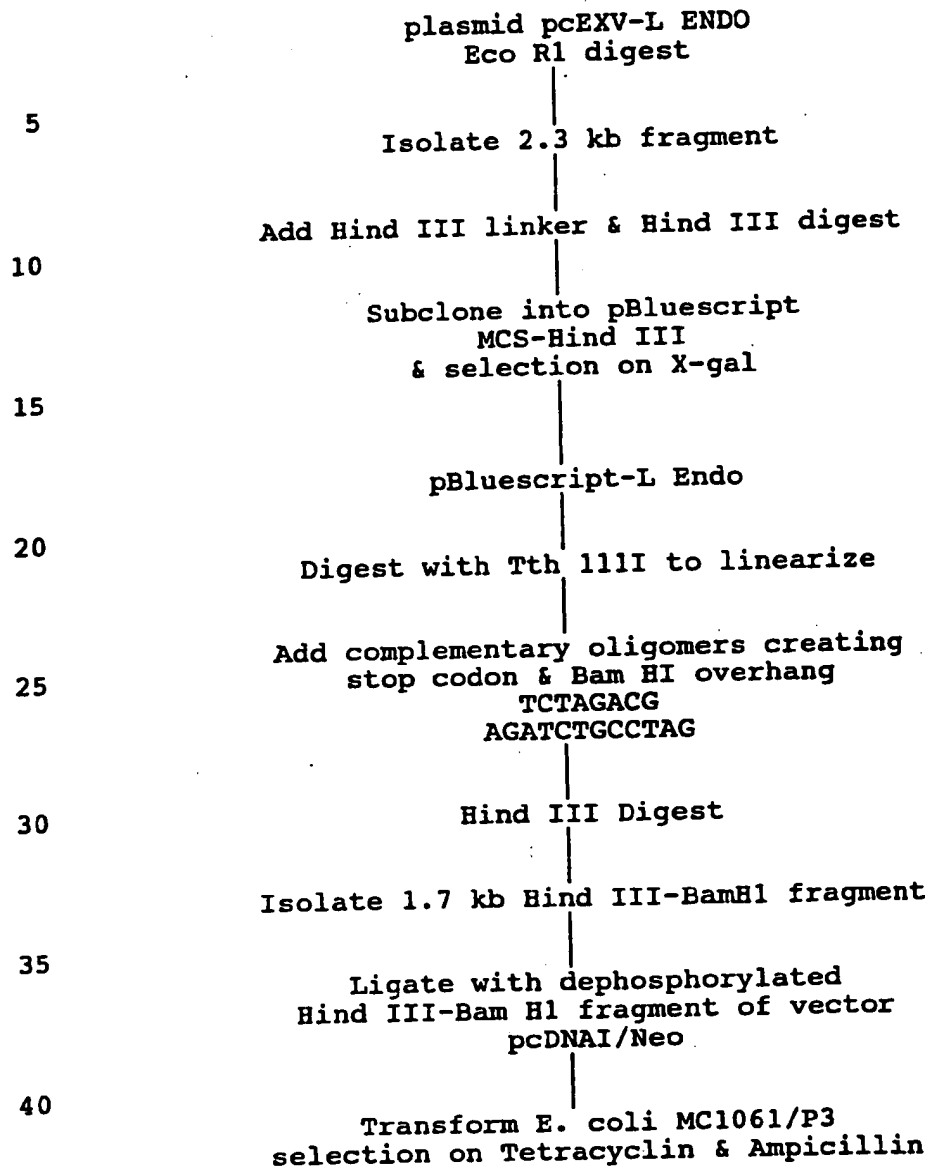 plasmid pcEXV-L ENDO
Eco R1 digest
5
Isolate 2.3 kb fragment
Add Hind III linker & Hind III digest
10
Subclone into pBluescript
MCS-Hind III
& selection on X-gal
15
pBluescript-L Endo
20
Digest with Tth 111I to linearize
Add complementary oligomers creating
25
stop codon & Bam HI overhang
TCTAGACG
AGATCTGCCTAG
30
Hind III Digest
Isolate 1.7 kb Hind III-BamH1 fragment
35
Ligate with dephosphorylated
Hind III-Bam H1 fragment of vector
pcDNAI/Neo
40
Transform E. coli MC1061/P3
selection on Tetracyclin & Ampicillin